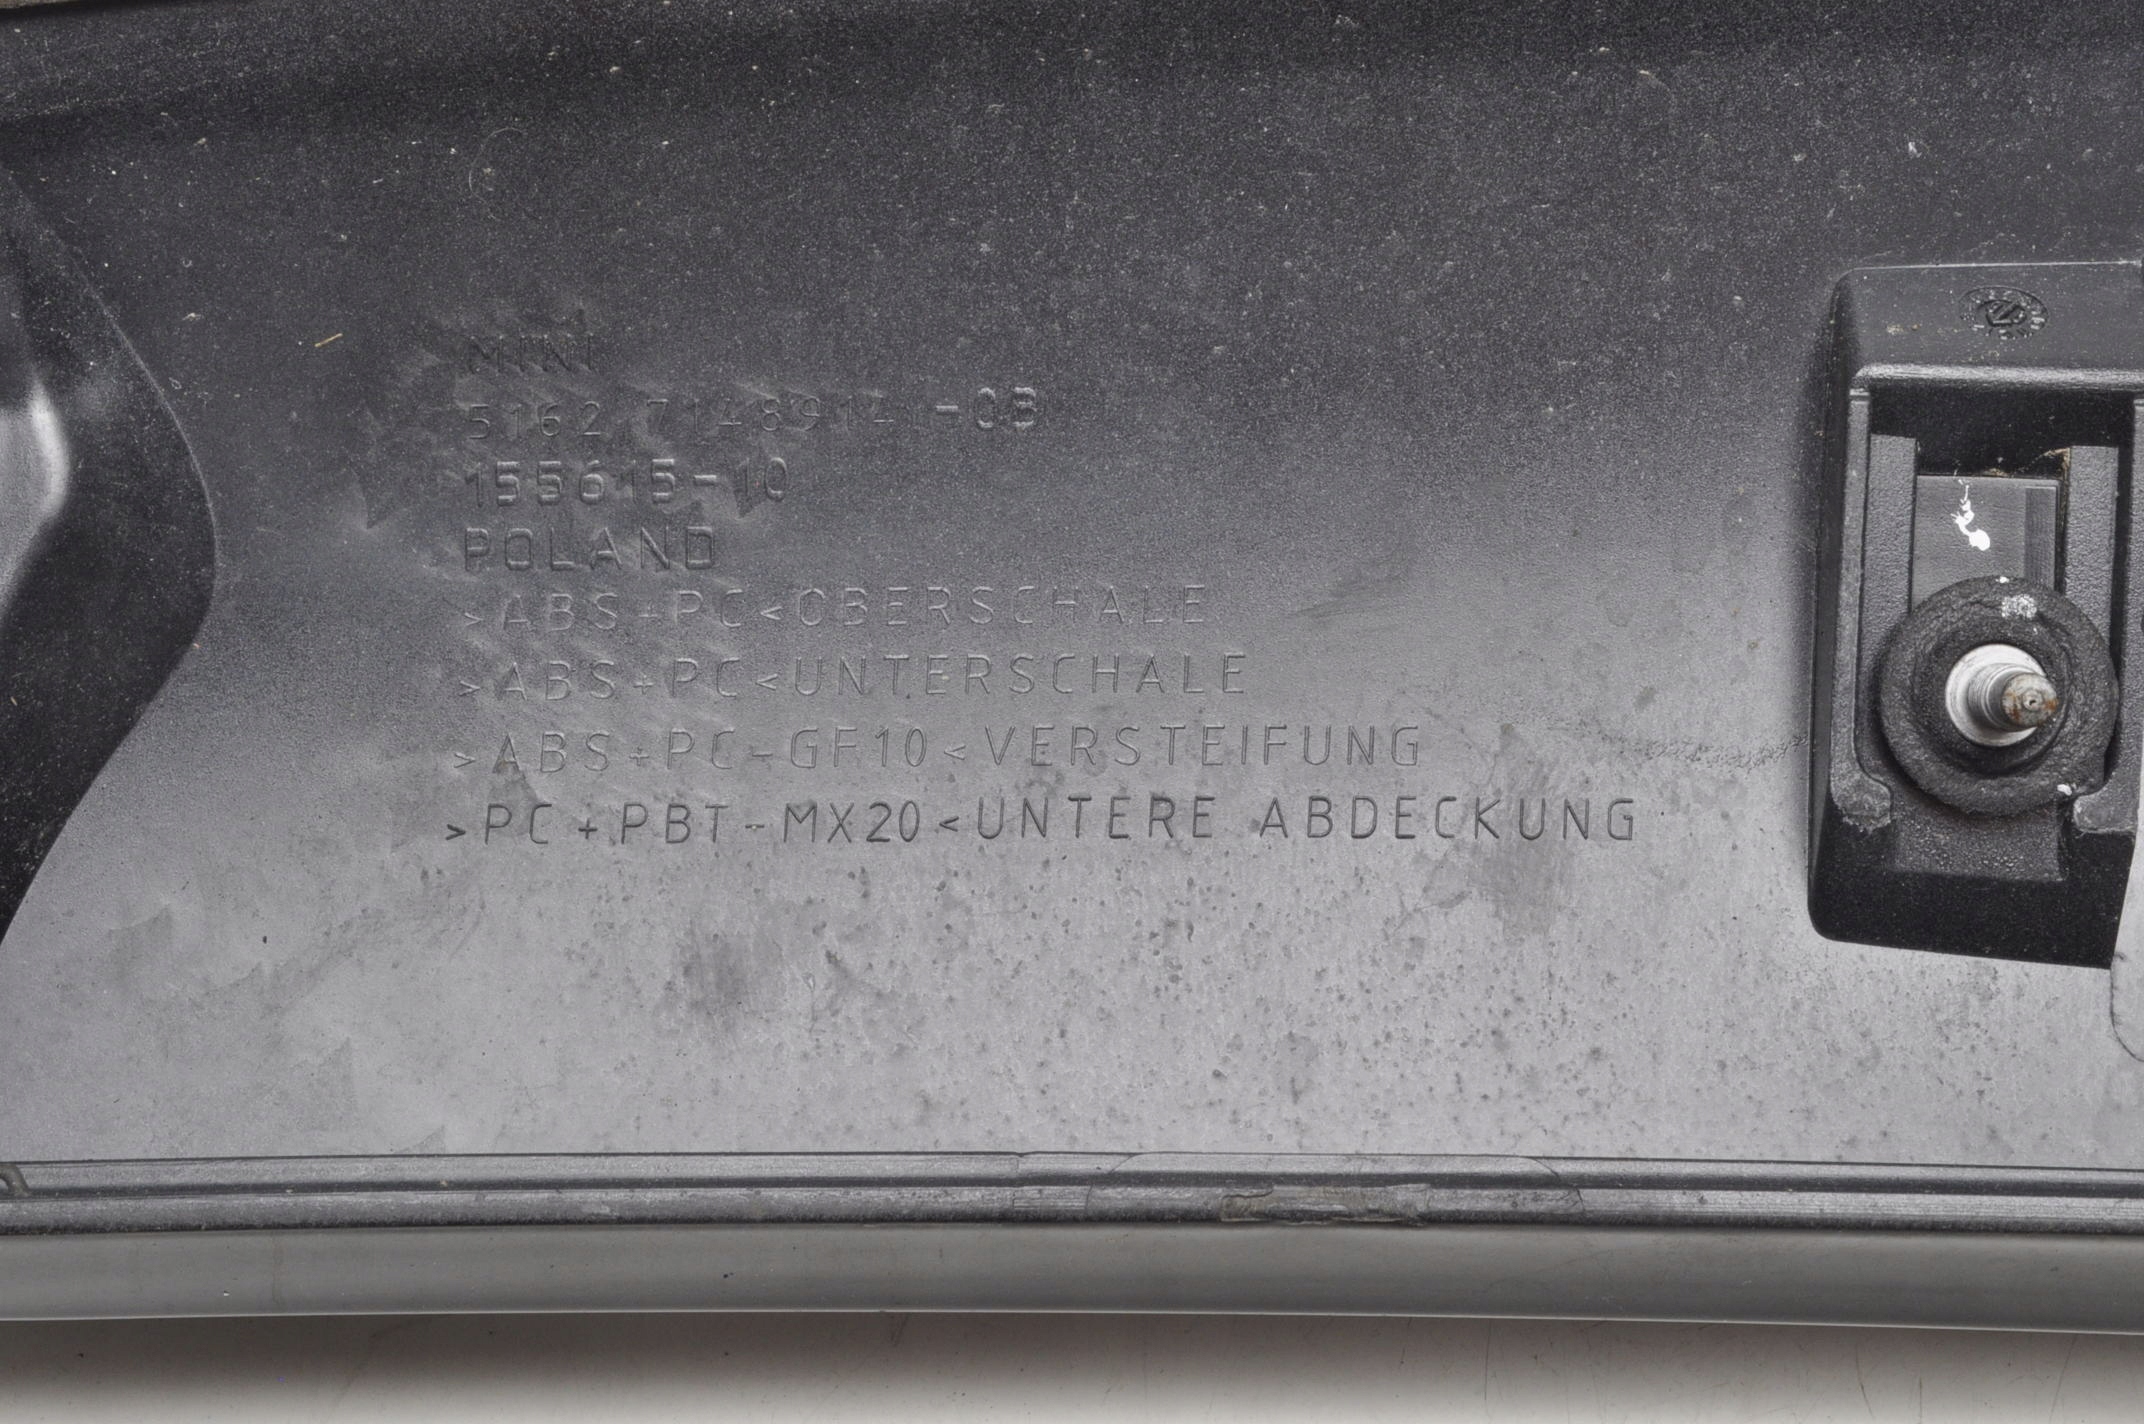 MINI
5162 7148914 -
155615-10
POLAND
>ABS+PC<OBERSCHALE
>ABS+PC<UNTERSCHALE
>ABS+PC-GF10<VERSTEIFUNG
>PC+PBT-MX20<UNTERE ABDECKUNG